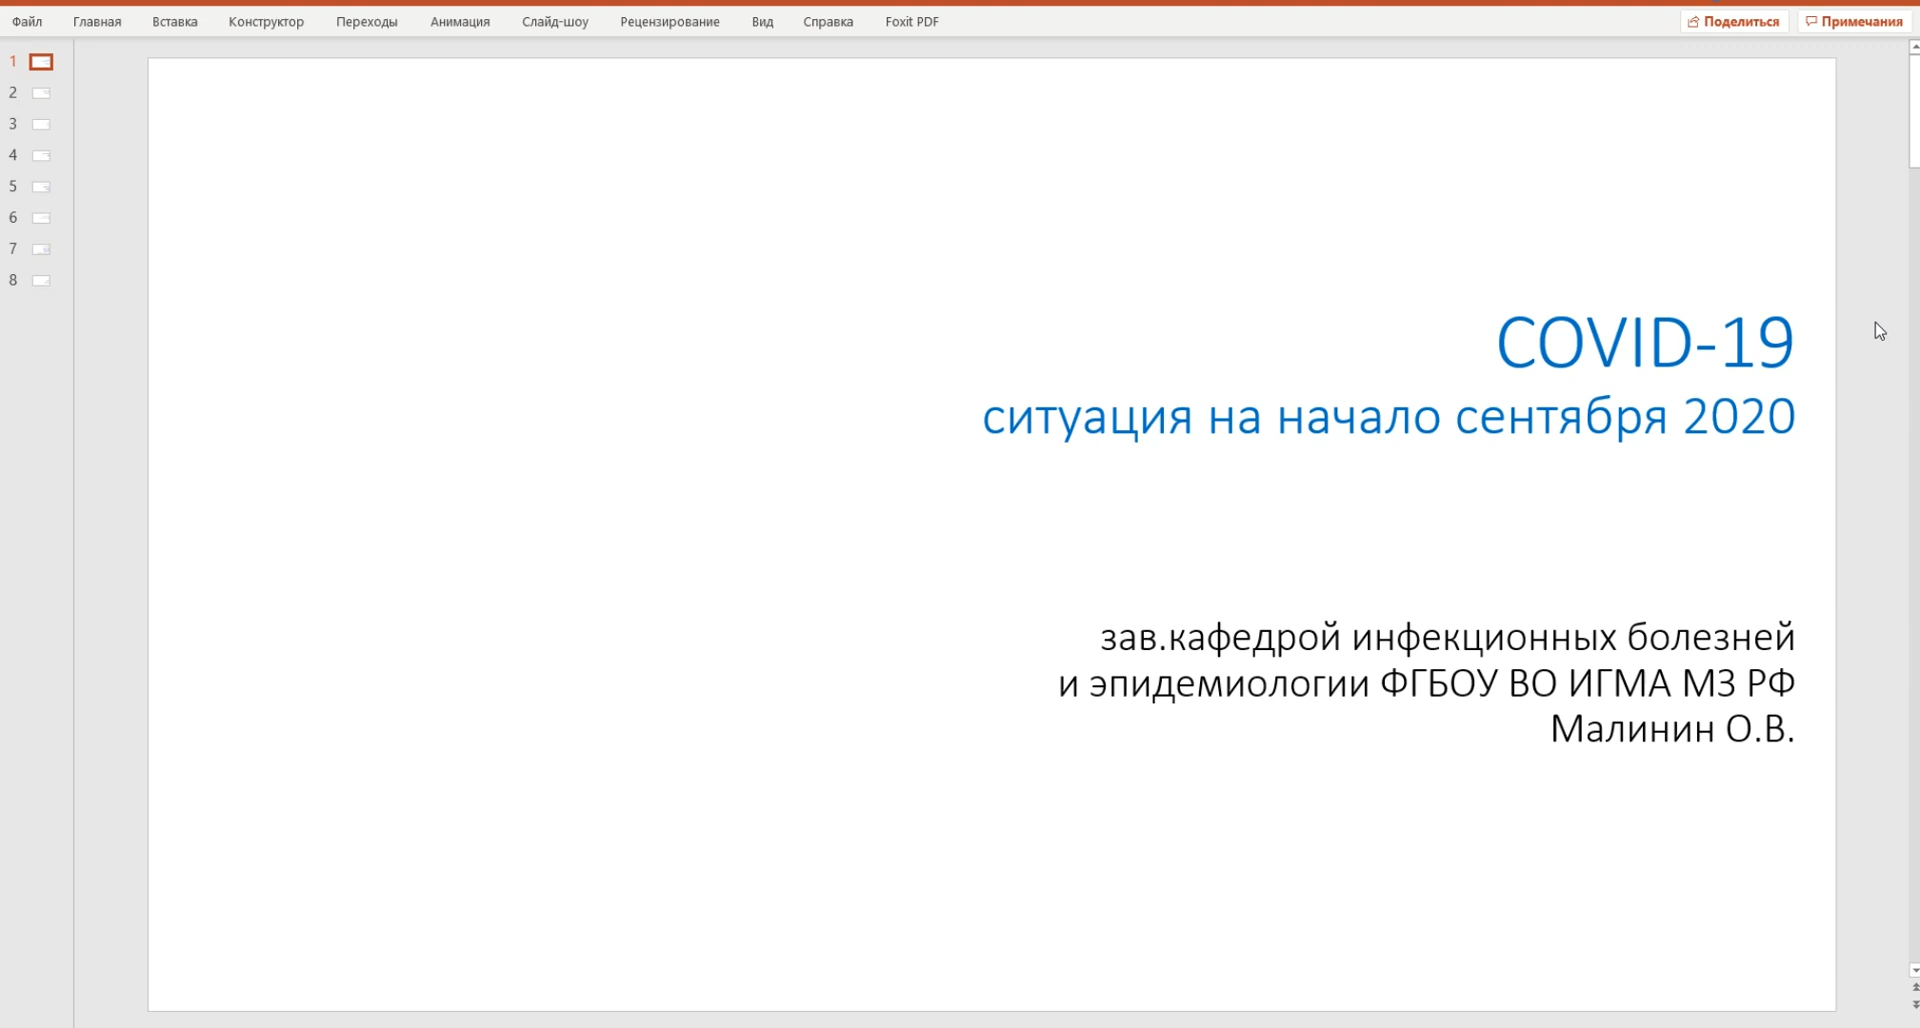 Файл Главная Вставка Конструктор Переходы Анимация Слайд-шоу Рецензирование Вид Справка Foxit PDF Поделиться Примечания
1
2
3
4
5
6
7
8
COVID-19
ситуация на начало сентября 2020
зав.кафедрой инфекционных болезней
и эпидемиологии ФГБОУ ВО ИГМА МЗ РФ
Малинин О.В.